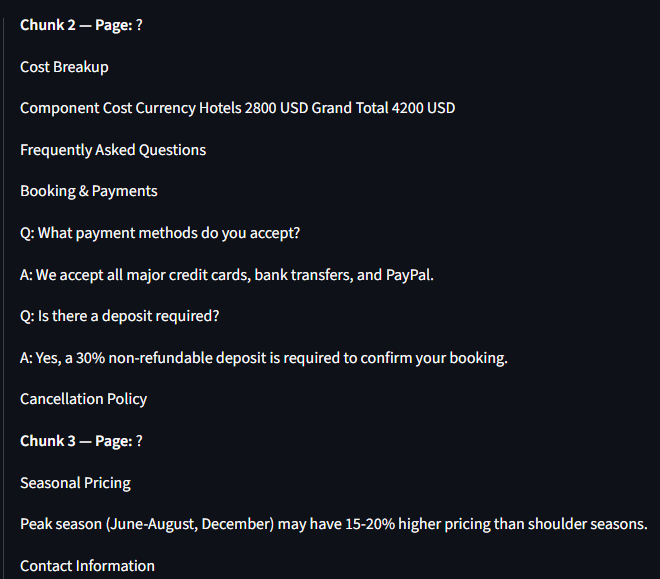 Chunk 2 — Page: ?
Cost Breakup
Component Cost Currency Hotels 2800 USD Grand Total 4200 USD
Frequently Asked Questions
Booking & Payments
Q: What payment methods do you accept?
A: We accept all major credit cards, bank transfers, and PayPal.
Q: Is there a deposit required?
A: Yes, a 30% non-refundable deposit is required to confirm your booking.
Cancellation Policy
Chunk 3 — Page: ?
Seasonal Pricing
Peak season (June-August, December) may have 15-20% higher pricing than shoulder seasons.
Contact Information